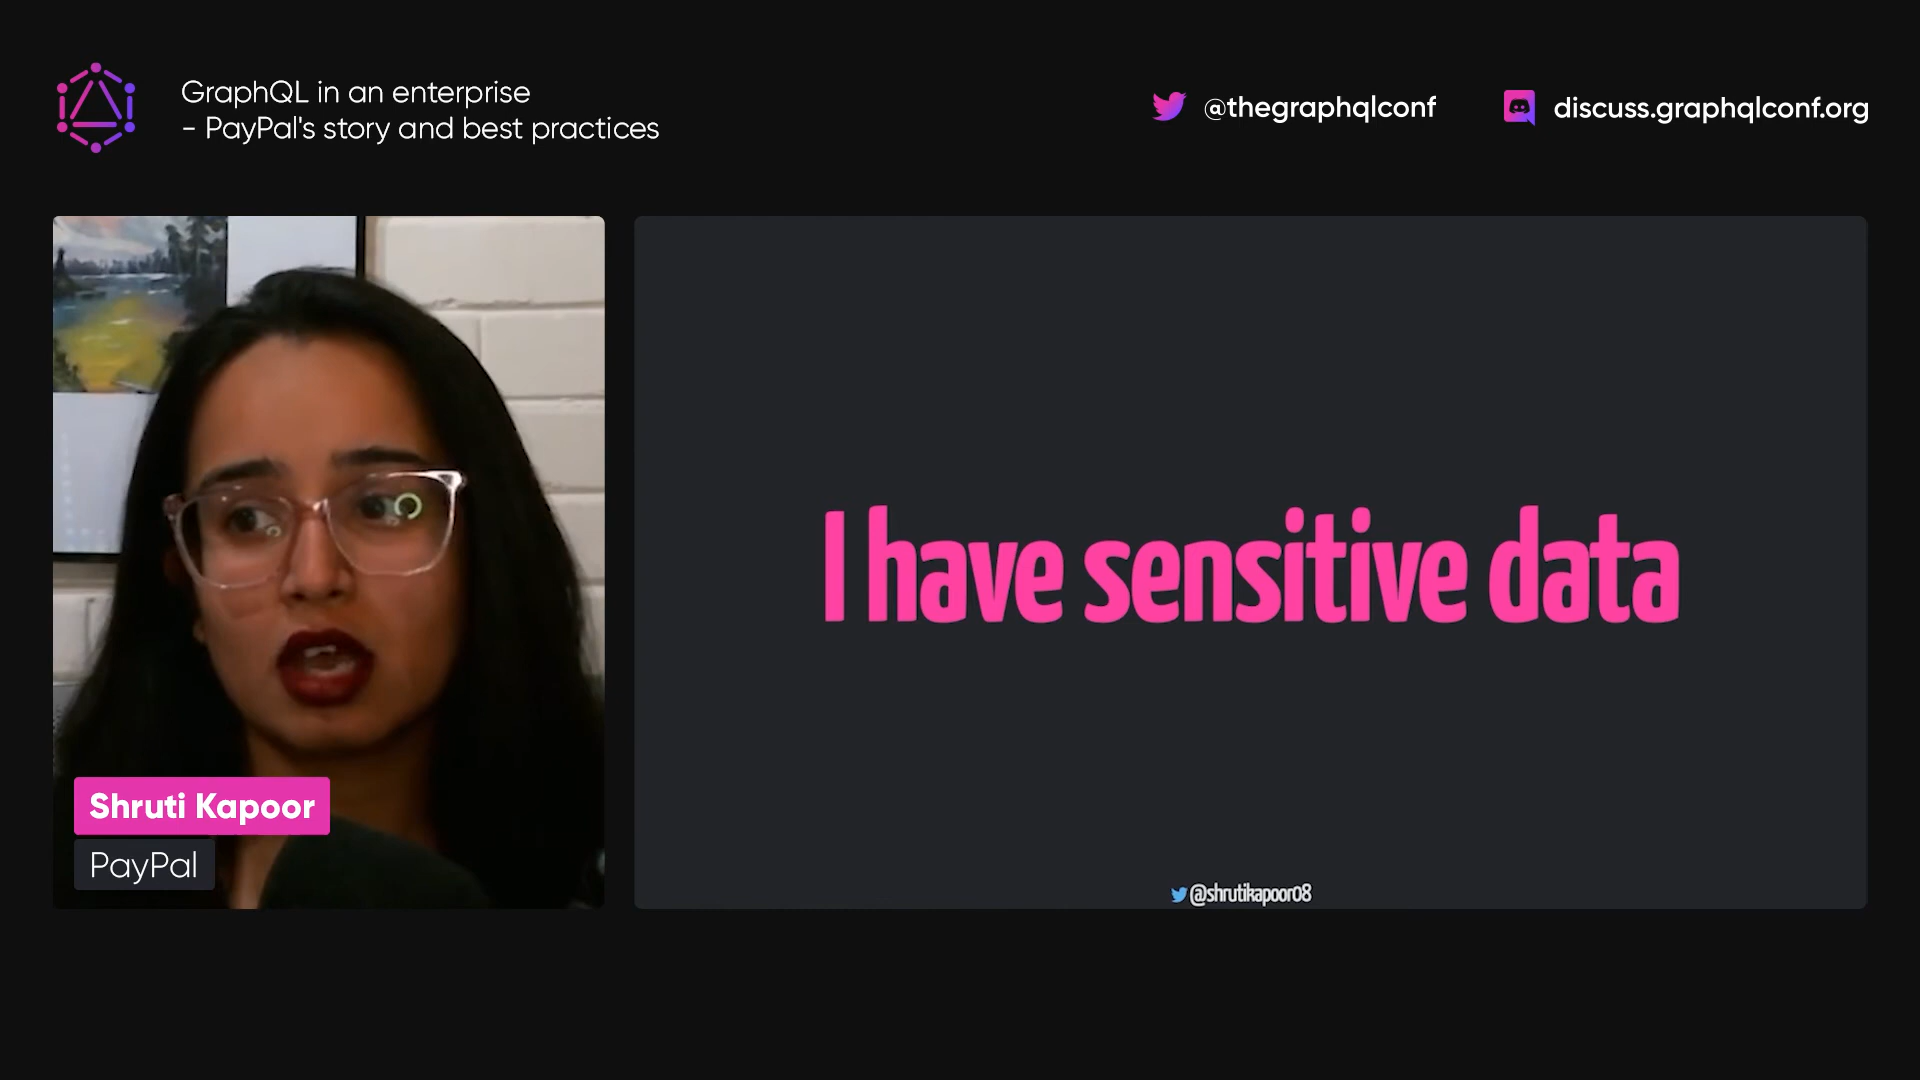 GraphQL in an enterprise
- PayPal's story and best practices
@thegraphqlconf
discuss.graphqlconf.org
I have sensitive data
Shruti Kapoor
PayPal
@shrutikapoor08